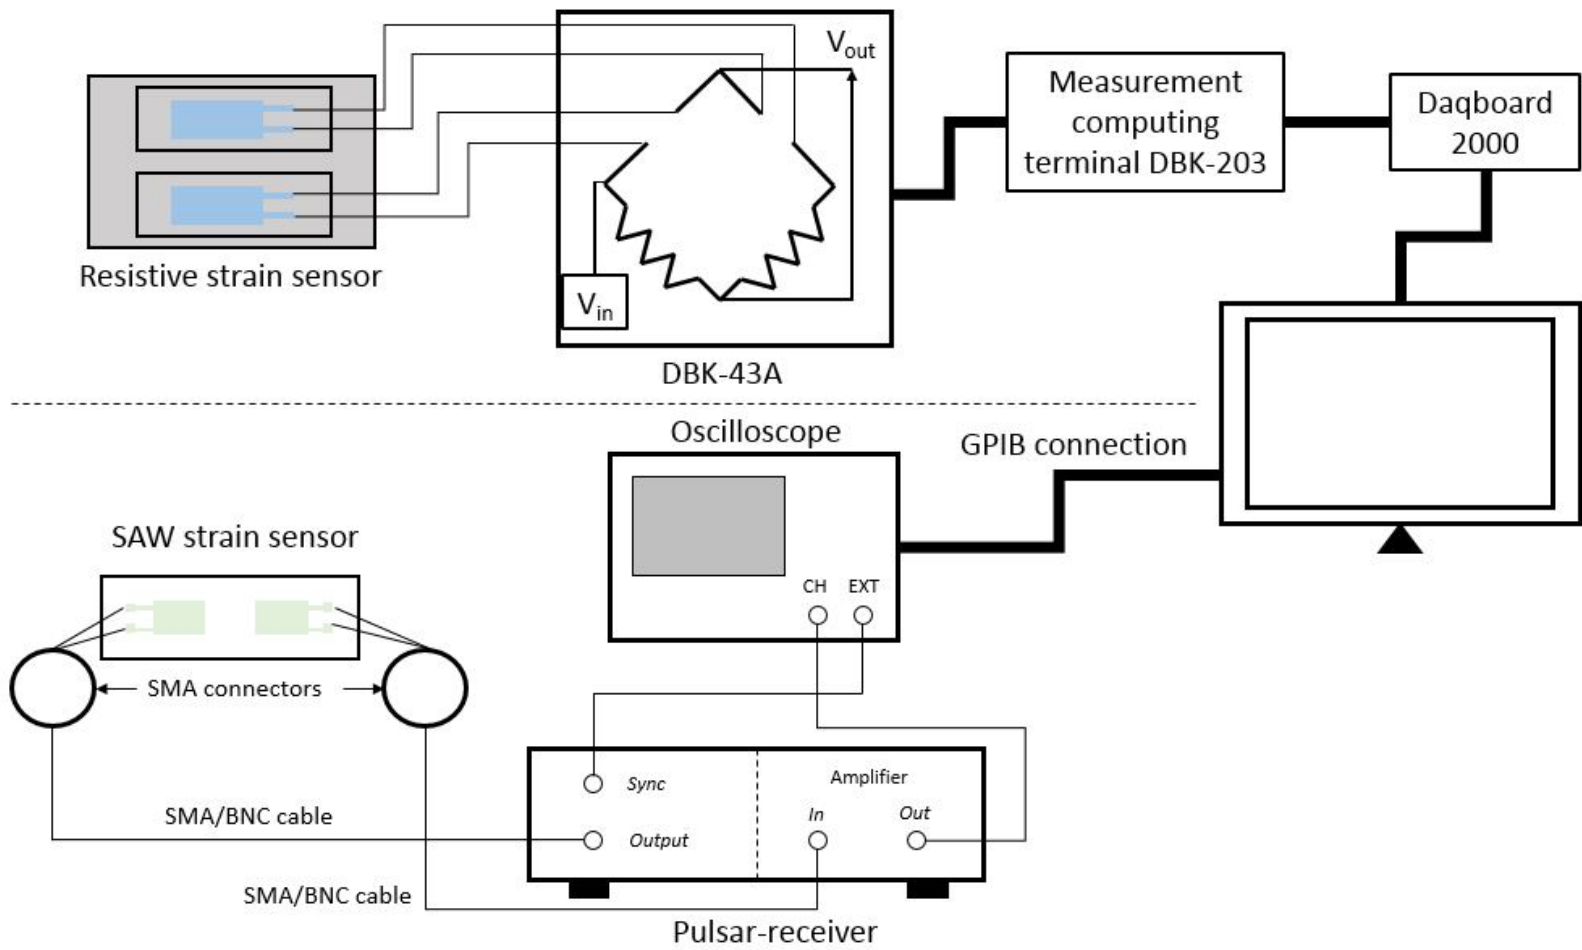 Vout
Measurement
computing
terminal DBK-203
Daqboard
2000
Resistive strain sensor
Vin
DBK-43A
Oscilloscope
GPIB connection
SAW strain sensor
CH EXT
SMA connectors
Sync
Amplifier
In Out
SMA/BNC cable
Output
SMA/BNC cable
Pulsar-receiver